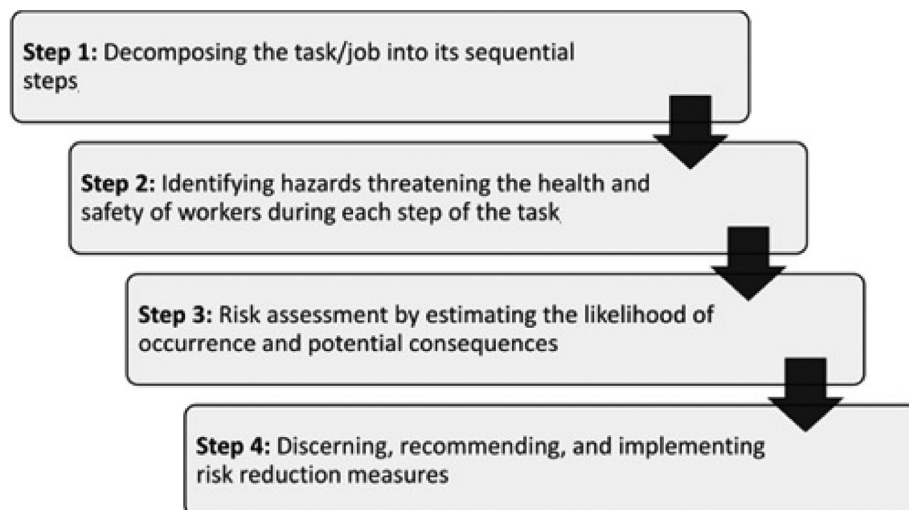 Step 1: Decomposing the task/job into its sequential
steps
Step 2: Identifying hazards threatening the health and
safety of workers during each step of the task
Step 3: Risk assessment by estimating the likelihood of
occurrence and potential consequences
Step 4: Discerning, recommending, and implementing
risk reduction measures